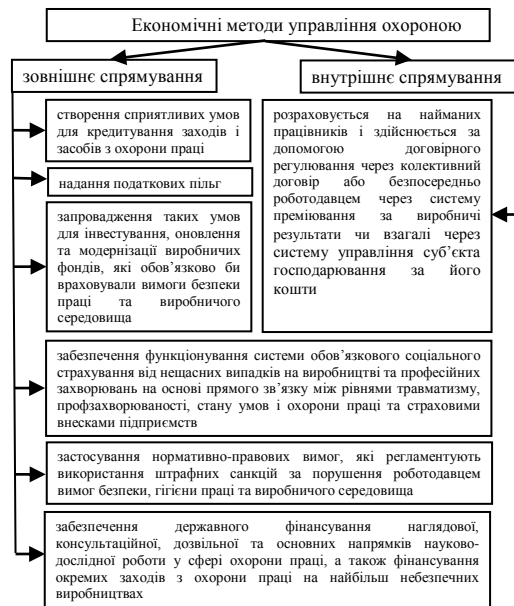 Економічні методи управління охороною
зовнішнє спрямування
внутрішнє спрямування
створення сприятливих умов
для кредитування заходів і
засобів з охорони праці
надання податкових пільг
запровадження таких умов
для інвестування, оновлення
та модернізації виробничих
фондів, які обов’язково би
враховували вимоги безпеки
праці та виробничого
середовища
розраховується на найманих
працівників і здійснюється за
допомогою договірного
регулювання через колективний
договір або безпосередньо
роботодавцем через систему
преміювання за виробничі
результати чи взагалі через
систему управління суб’єкта
господарювання за його
кошти
забезпечення функціонування системи обов’язкового соціального
страхування від нещасних випадків на виробництві та професійних
захворювань на основі прямого зв’язку між рівнями травматизму,
профзахворюваності, стану умов і охорони праці та страховими
внесками підприємств
застосування нормативно-правових вимог, які регламентують
використання штрафних санкцій за порушення роботодавцем
вимог безпеки, гігієни праці та виробничого середовища
забезпечення державного фінансування наглядової,
консультаційної, дозвільної та основних напрямків науково-
дослідної роботи у сфері охорони праці, а також фінансування
окремих заходів з охорони праці на найбільш небезпечних
виробництвах